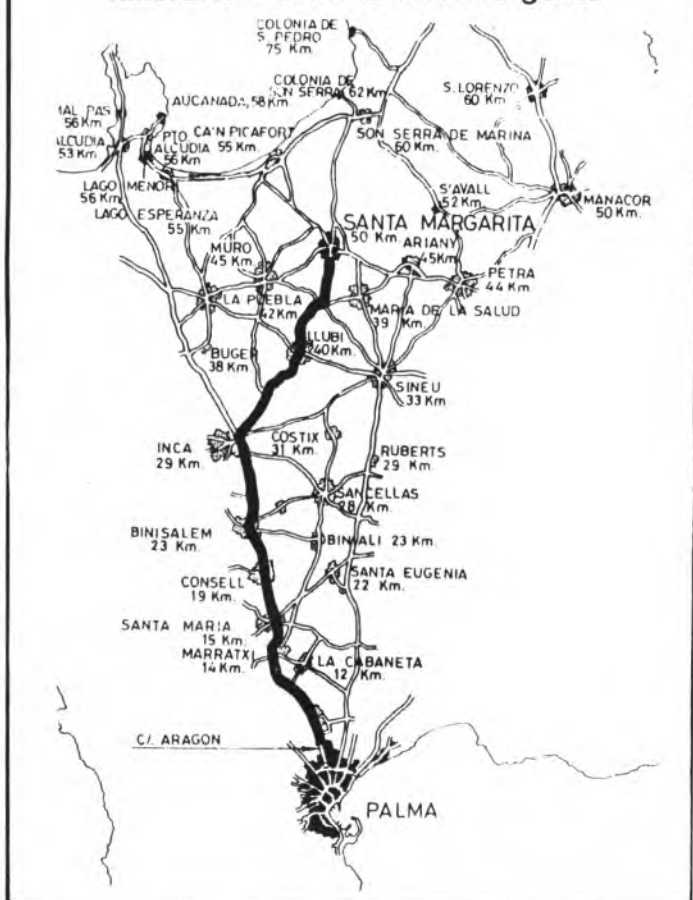 COLONIA DE
S. PEDRO
75 Km.
COLONIA DE
SON SERRA 62 Km.
S. LORENZO
60 Km.
AUCANADA, 58 Km.
MAL PAS
56 Km
ALCUDIA
53 Km.
PTO
ALCUDIA
56 Km
CA'N PICAFORT
55 Km.
SON SERRA DE MARINA
60 Km.
LAGO MENOR
56 Km.
LAGO ESPERANZA
55 Km.
S'AVALL
52 Km.
MANACOR
50 Km.
SANTA MARGARITA
50 Km.
ARIANY
45 Km.
MURO
45 Km.
PETRA
44 Km
LA PUEBLA
42 Km
MARIA DE LA SALUD
39 Km.
LLUBI
40 Km.
BUGER
38 Km.
SINEU
33 Km.
INCA
29 Km.
COSTIX
31 Km.
RUBERTS
29 Km.
SANCELLAS
28 Km.
BINISALEM
23 Km.
BINIALI 23 Km.
CONSELL
19 Km.
SANTA EUGENIA
22 Km.
SANTA MARIA
15 Km.
MARRATXI
14 Km.
LA CABANETA
12 Km.
C/. ARAGON
PALMA